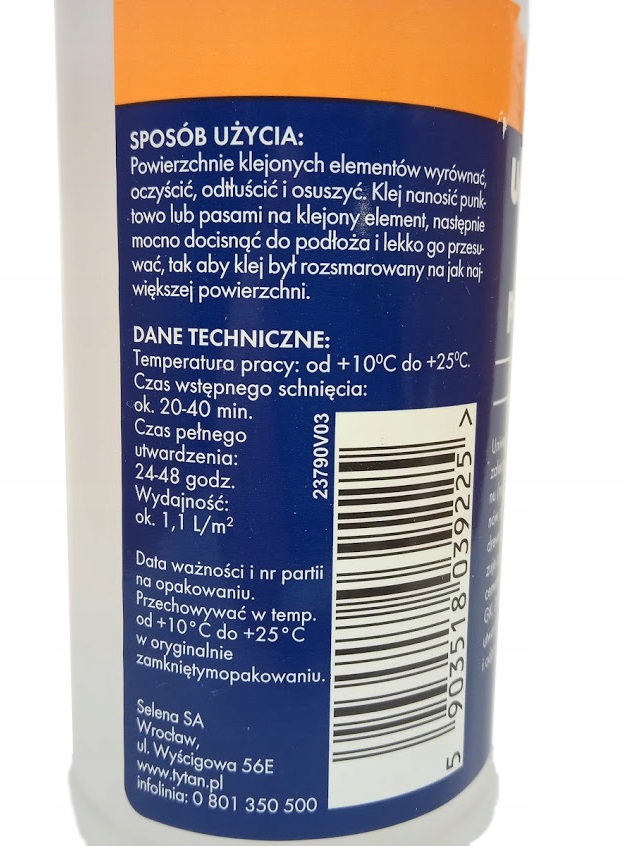 SPOSÓB UŻYCIA:
Powierzchnie klejonych elementów wyrównać,
oczyścić, odtłuścić i osuszyć. Klej nanosić punk-
towo lub pasami na klejony element, następnie
mocno docisnąć do podłoża i lekko go przesu-
wać, tak aby klej był rozsmarowany na jak naj-
większej powierzchni.
DANE TECHNICZNE:
Temperatura pracy: od +10⁰C do +25⁰C.
Czas wstępnego schnięcia:
ok. 20-40 min.
Czas pełnego
utwardzenia:
24-48 godz.
Wydajność:
ok. 1,1 L/m²
Data ważności i nr partii
na opakowaniu.
Przechowywać w temp.
od +10°C do +25°C
w oryginalnie
zamkniętymopakowaniu.
Selena SA
Wrocław,
ul. Wyścigowa 56E
www.tytan.pl
infolinia: 0 801 350 500
23790V03
5 903518 039225 >